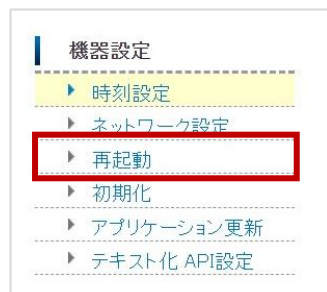 機器設定
時刻設定
ネットワーク設定
再起動
初期化
アプリケーション更新
テキスト化 API設定